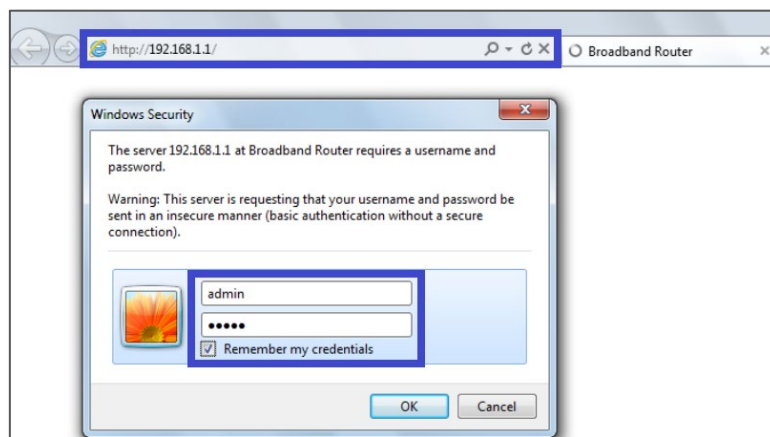 http://192.168.1.1/
Broadband Router
Windows Security
The server 192.168.1.1 at Broadband Router requires a username and
password.
Warning: This server is requesting that your username and password be
sent in an insecure manner (basic authentication without a secure
connection).
admin
•••••
Remember my credentials
OK
Cancel